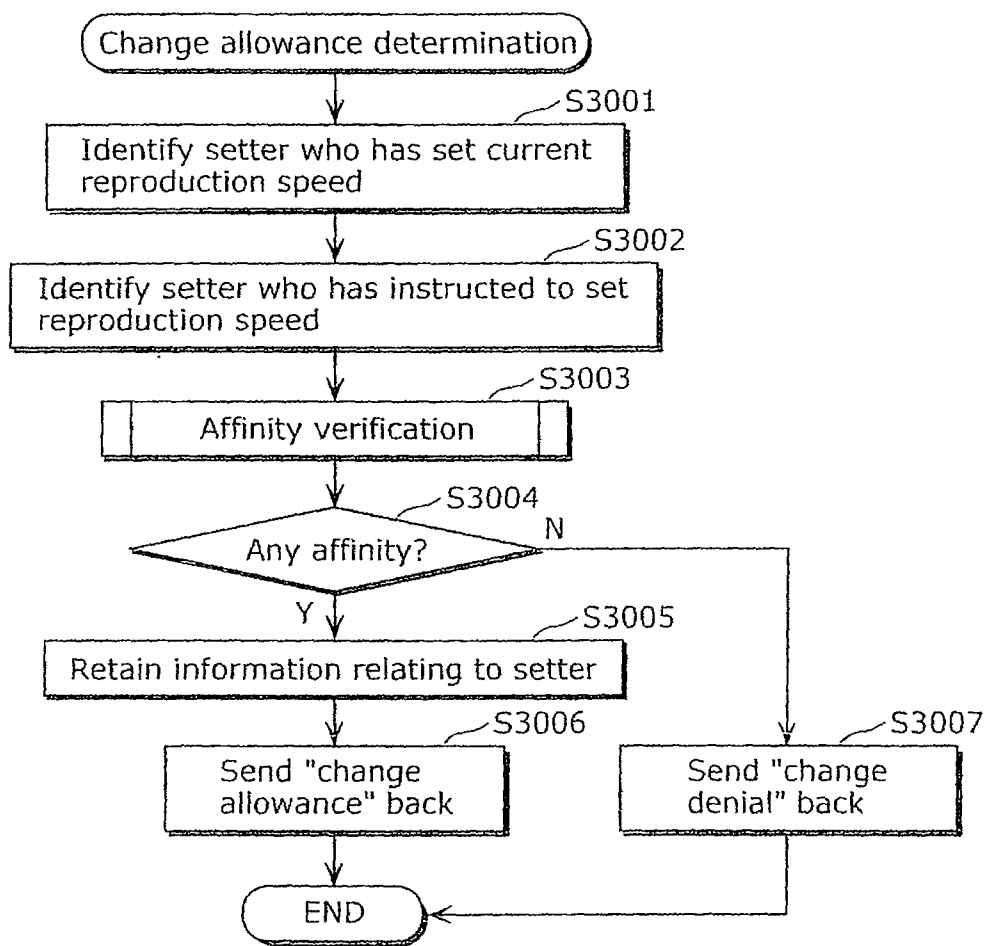 Change allowance determination
S3001
Identify setter who has set current
reproduction speed
S3002
Identify setter who has instructed to set
reproduction speed
S3003
Affinity verification
S3004
Any affinity?
N
Y
S3005
Retain information relating to setter
S3006
Send "change
allowance" back
S3007
Send "change
denial" back
END